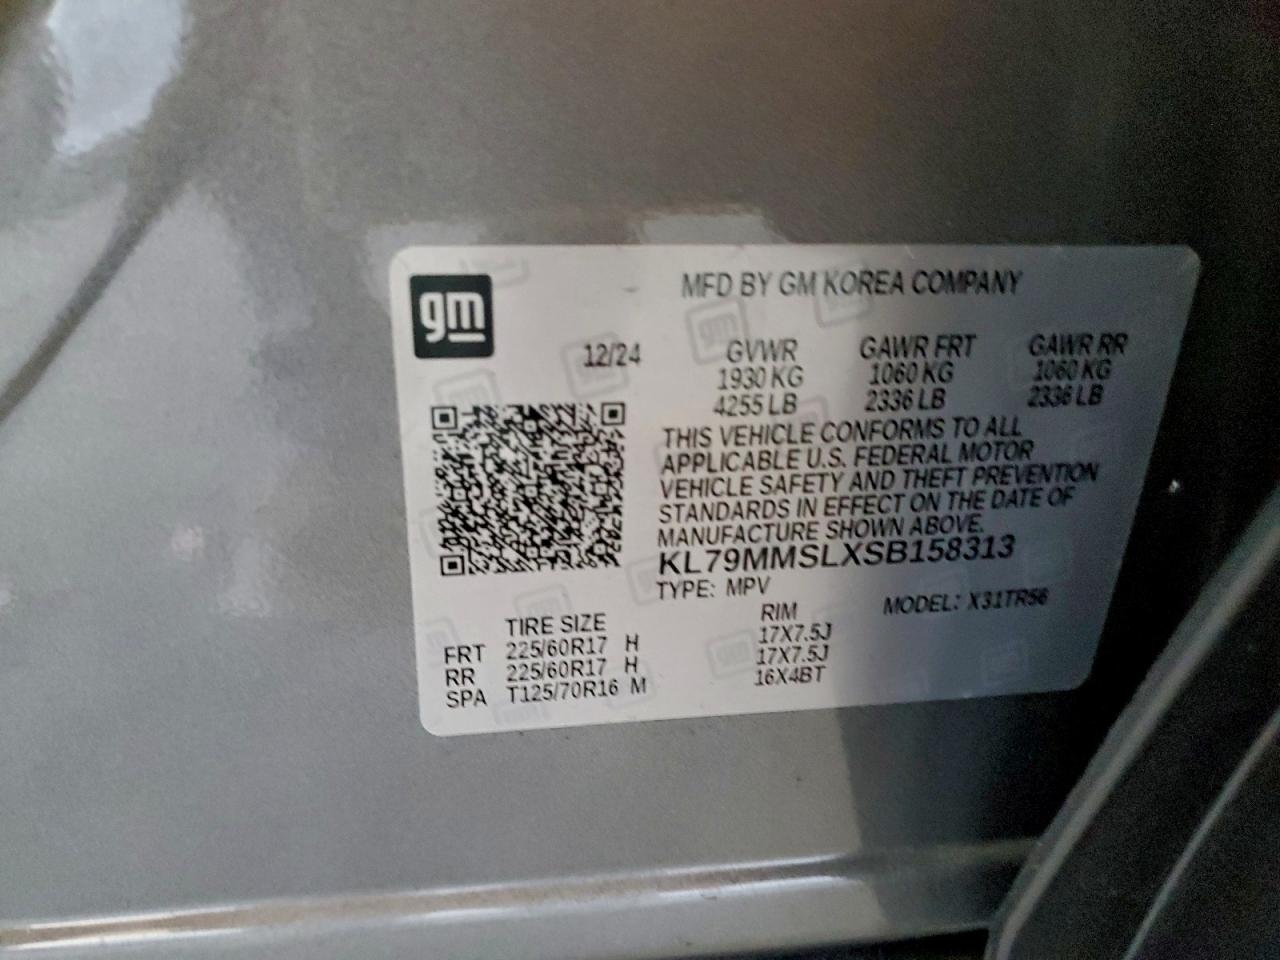 gm
MFD BY GM KOREA COMPANY
12/24
GVWR GAWR FRT GAWR RR
1930 KG 1060 KG 1060 KG
4255 LB 2336 LB 2336 LB
THIS VEHICLE CONFORMS TO ALL
APPLICABLE U.S. FEDERAL MOTOR
VEHICLE SAFETY AND THEFT PREVENTION
STANDARDS IN EFFECT ON THE DATE OF
MANUFACTURE SHOWN ABOVE.
KL79MMSLXSB158313
TYPE: MPV MODEL: X31TR56
TIRE SIZE RIM
FRT 225/60R17 H 17X7.5J
RR 225/60R17 H 17X7.5J
SPA T125/70R16 M 16X4BT